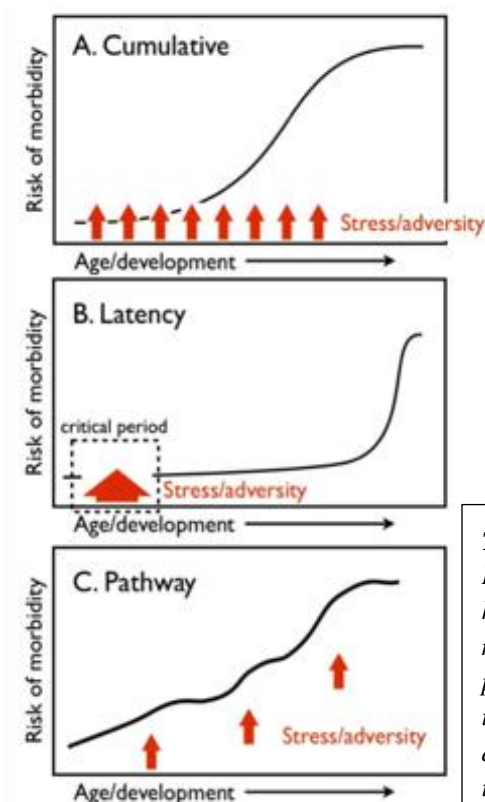 A. Cumulative
Risk of morbidity
Stress/adversity
Age/development
B. Latency
Risk of morbidity
critical period
Stress/adversity
Age/development
C. Pathway
Risk of morbidity
Stress/adversity
Age/development